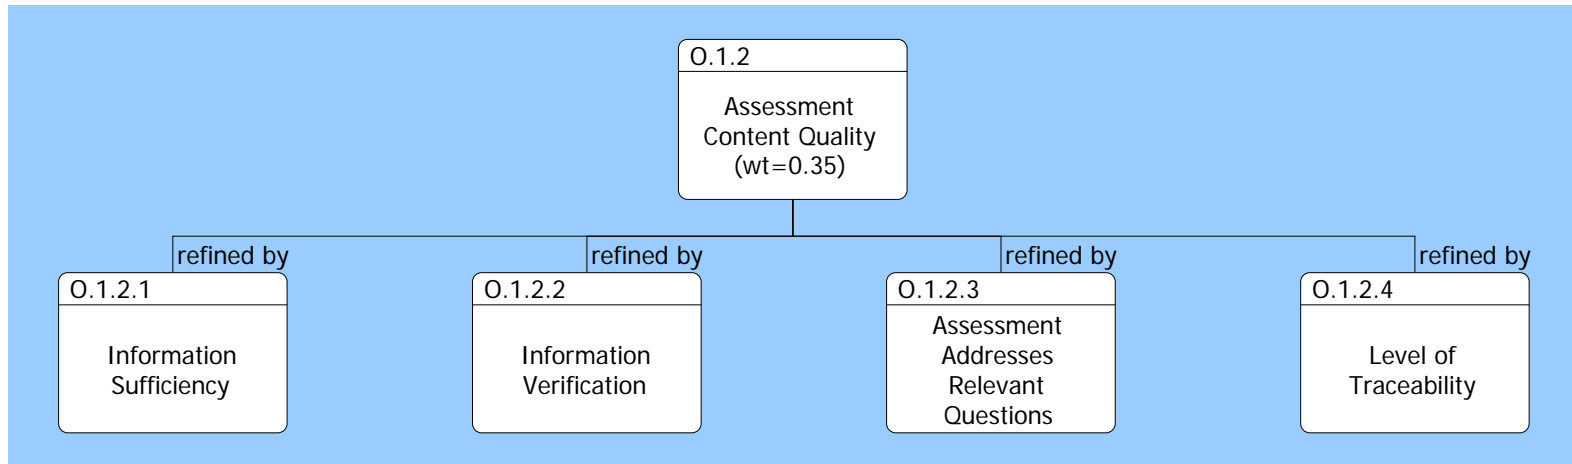 O.1.2
Assessment
Content Quality
(wt=0.35)
refined by
refined by
refined by
refined by
O.1.2.1
Information
Sufficiency
O.1.2.2
Information
Verification
O.1.2.3
Assessment
Addresses
Relevant
Questions
O.1.2.4
Level of
Traceability